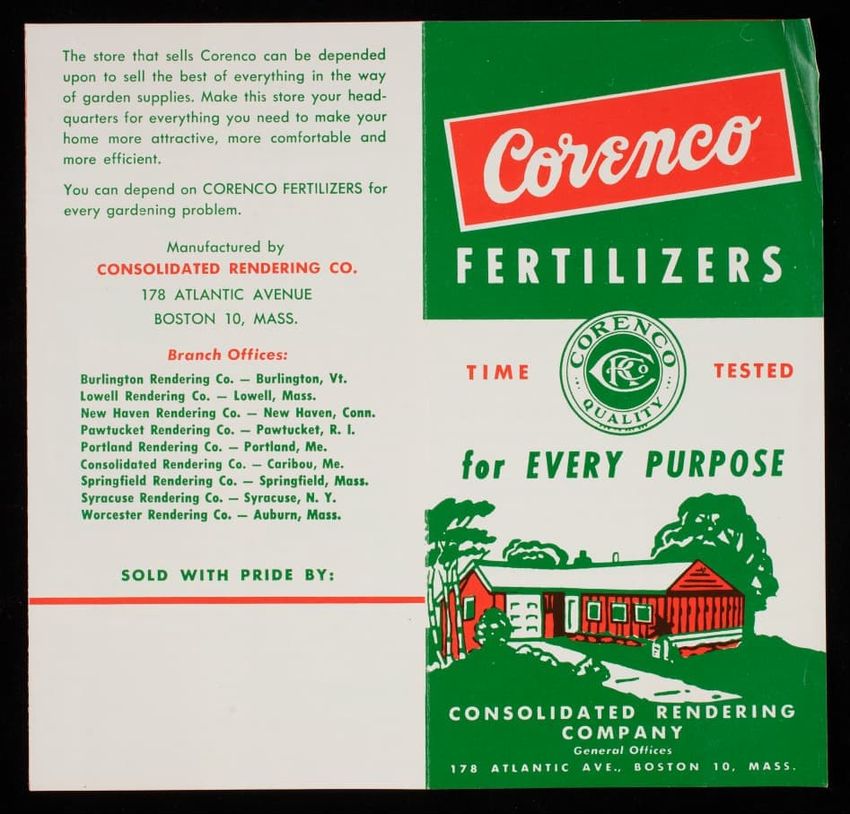 The store that sells Corenco can be depended
upon to sell the best of everything in the way
of garden supplies. Make this store your head-
quarters for everything you need to make your
home more attractive, more comfortable and
more efficient.
You can depend on CORENCO FERTILIZERS for
every gardening problem.
Manufactured by
CONSOLIDATED RENDERING CO.
178 ATLANTIC AVENUE
BOSTON 10, MASS.
Branch Offices:
Burlington Rendering Co. — Burlington, Vt.
Lowell Rendering Co. — Lowell, Mass.
New Haven Rendering Co. — New Haven, Conn.
Pawtucket Rendering Co. — Pawtucket, R. I.
Portland Rendering Co. — Portland, Me.
Consolidated Rendering Co. — Caribou, Me.
Springfield Rendering Co. — Springfield, Mass.
Syracuse Rendering Co. — Syracuse, N. Y.
Worcester Rendering Co. — Auburn, Mass.
SOLD WITH PRIDE BY:
Corenco
FERTILIZERS
TIME
CORENCO
CRCo
QUALITY
TESTED
for EVERY PURPOSE
CONSOLIDATED RENDERING
COMPANY
General Offices
178 ATLANTIC AVE., BOSTON 10, MASS.